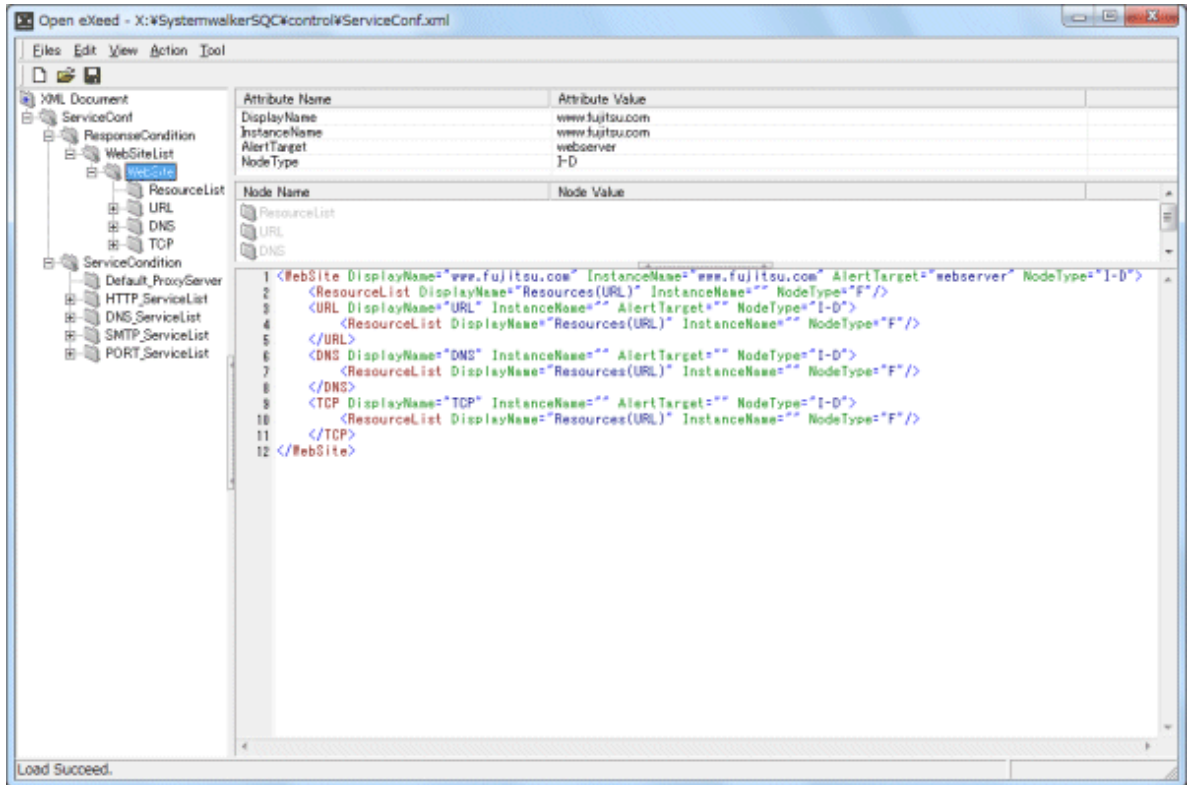 Open eXeed - X:¥SystemwalkerSQC¥control¥ServiceConf.xml
Files Edit View Action Tool
XML Document
ServiceConf
ResponseCondition
WebSiteList
WebSite
ResourceList
URL
DNS
TCP
ServiceCondition
Default_ProxyServer
HTTP_ServiceList
DNS_ServiceList
SMTP_ServiceList
PORT_ServiceList
Attribute Name Attribute Value
DisplayName www.fujitsu.com
InstanceName www.fujitsu.com
AlertTarget webserver
NodeType I-D
Node Name Node Value
ResourceList
URL
DNS
1 <WebSite DisplayName="www.fujitsu.com" InstanceName="www.fujitsu.com" AlertTarget="webserver" NodeType="I-D">
2 <ResourceList DisplayName="Resources(URL)" InstanceName="" NodeType="F"/>
3 <URL DisplayName="URL" InstanceName="" AlertTarget="" NodeType="I-D">
4 <ResourceList DisplayName="Resources(URL)" InstanceName="" NodeType="F"/>
5 </URL>
6 <DNS DisplayName="DNS" InstanceName="" AlertTarget="" NodeType="I-D">
7 <ResourceList DisplayName="Resources(URL)" InstanceName="" NodeType="F"/>
8 </DNS>
9 <TCP DisplayName="TCP" InstanceName="" AlertTarget="" NodeType="I-D">
10 <ResourceList DisplayName="Resources(URL)" InstanceName="" NodeType="F"/>
11 </TCP>
12 </WebSite>
Load Succeed.